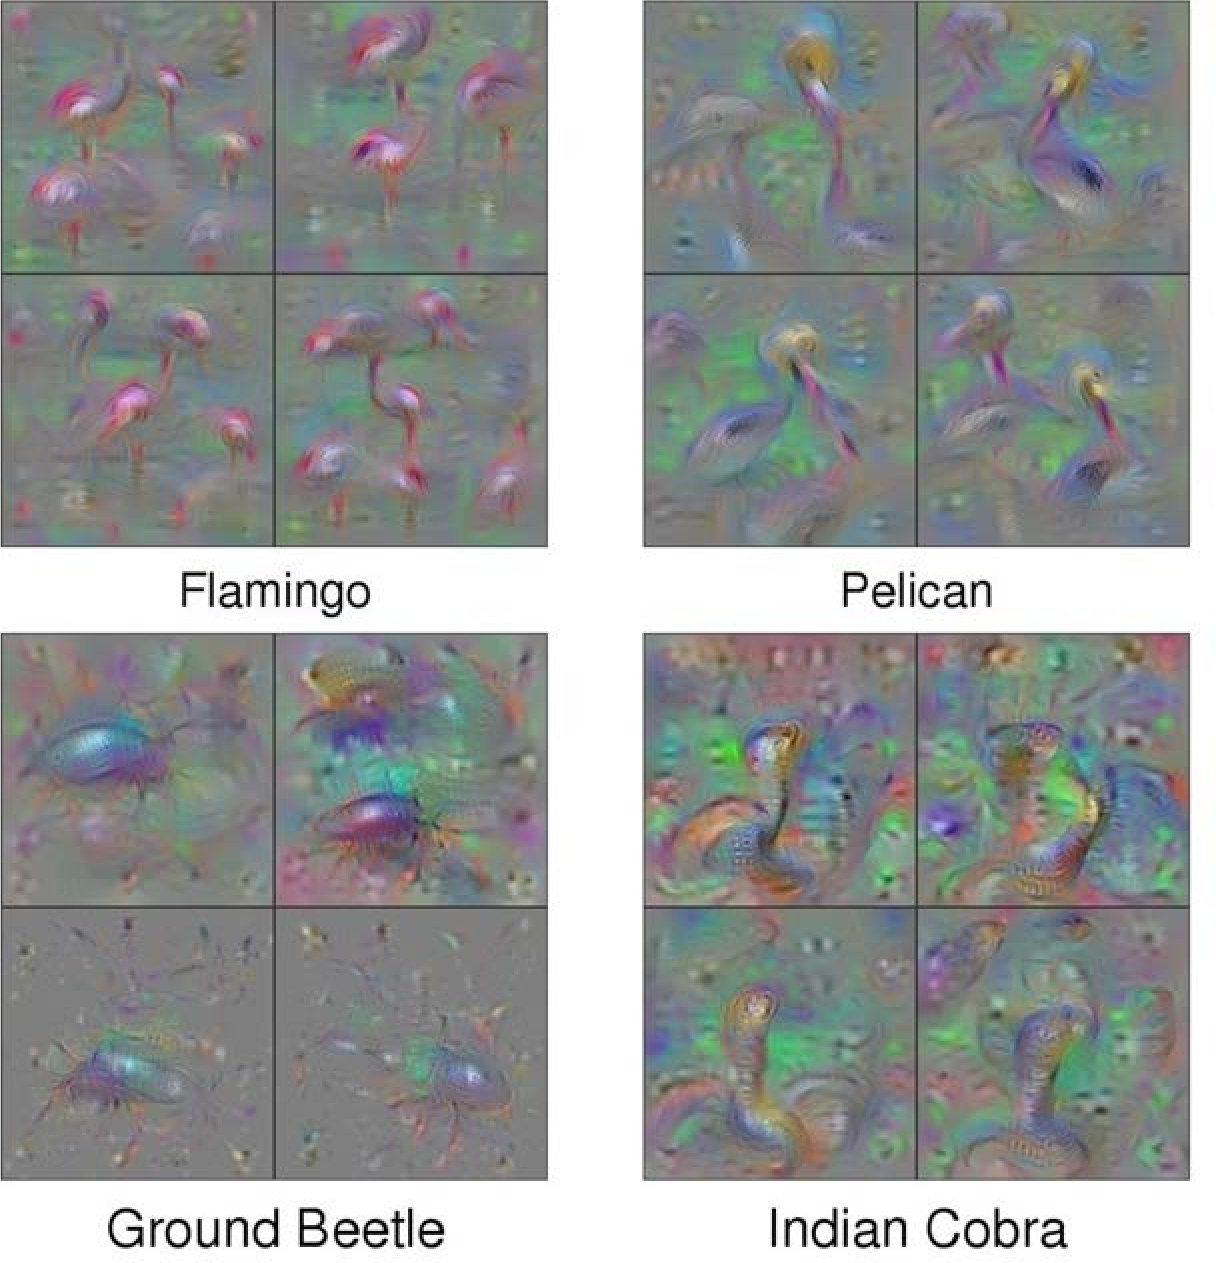 Flamingo
Pelican
Ground Beetle
Indian Cobra